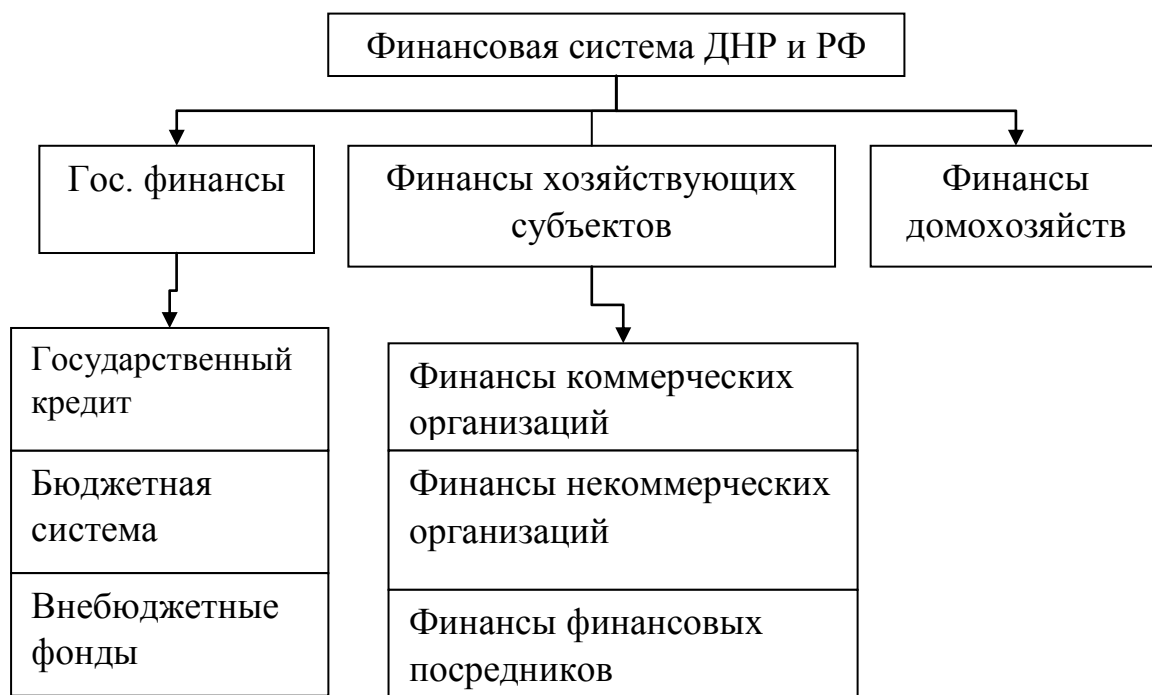 Финансовая система ДНР и РФ
Гос. финансы
Финансы хозяйствующих
субъектов
Финансы
домохозяйств
Государственный
кредит
Бюджетная
система
Внебюджетные
фонды
Финансы коммерческих
организаций
Финансы некоммерческих
организаций
Финансы финансовых
посредников